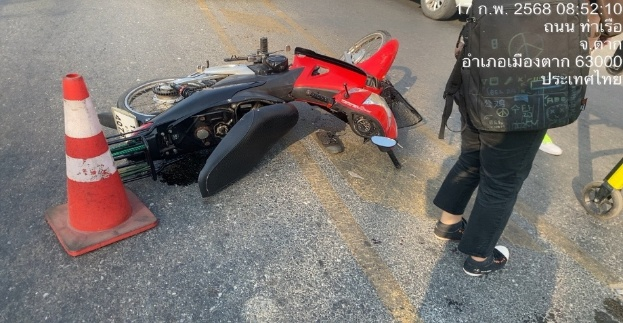 17 ก.พ. 2568 08:52:10
ถนน ท่าเรือ
จ.ตาก
อำเภอเมืองตาก 63000
ประเทศไทย